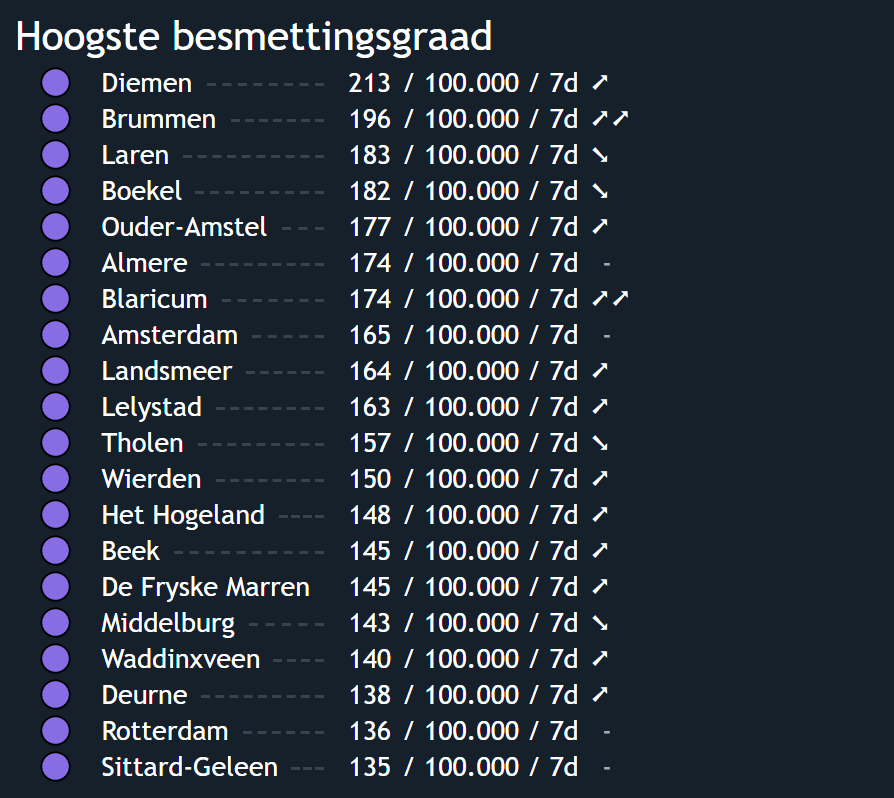 Hoogste besmettingsgraad
Diemen -------- 213 / 100.000 / 7d ➚
Brummen ------- 196 / 100.000 / 7d ➚➚
Laren ---------- 183 / 100.000 / 7d ➘
Boekel --------- 182 / 100.000 / 7d ➘
Ouder-Amstel --- 177 / 100.000 / 7d ➚
Almere --------- 174 / 100.000 / 7d -
Blaricum ------- 174 / 100.000 / 7d ➚➚
Amsterdam ----- 165 / 100.000 / 7d -
Landsmeer ------ 164 / 100.000 / 7d ➚
Lelystad ------- 163 / 100.000 / 7d ➚
Tholen --------- 157 / 100.000 / 7d ➘
Wierden ------- 150 / 100.000 / 7d ➚
Het Hogeland ---- 148 / 100.000 / 7d ➚
Beek ---------- 145 / 100.000 / 7d ➚
De Fryske Marren 145 / 100.000 / 7d ➚
Middelburg ----- 143 / 100.000 / 7d ➘
Waddinxveen ---- 140 / 100.000 / 7d ➚
Deurne --------- 138 / 100.000 / 7d ➚
Rotterdam ------ 136 / 100.000 / 7d -
Sittard-Geleen --- 135 / 100.000 / 7d -